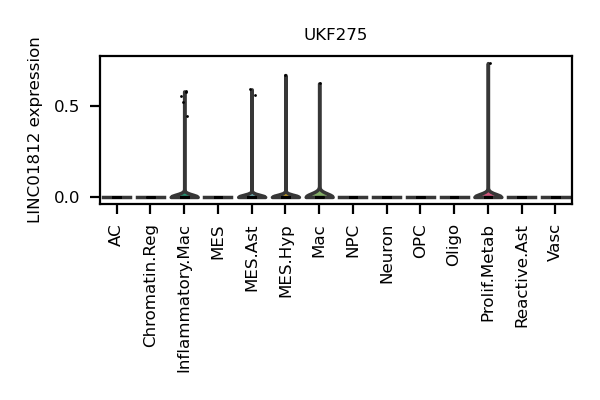 UKF275
LINC01812 expression
0.5
0.0
AC
Chromatin.Reg
Inflammatory.Mac
MES
MES.Ast
MES.Hyp
Mac
NPC
Neuron
OPC
Oligo
Prolif.Metab
Reactive.Ast
Vasc